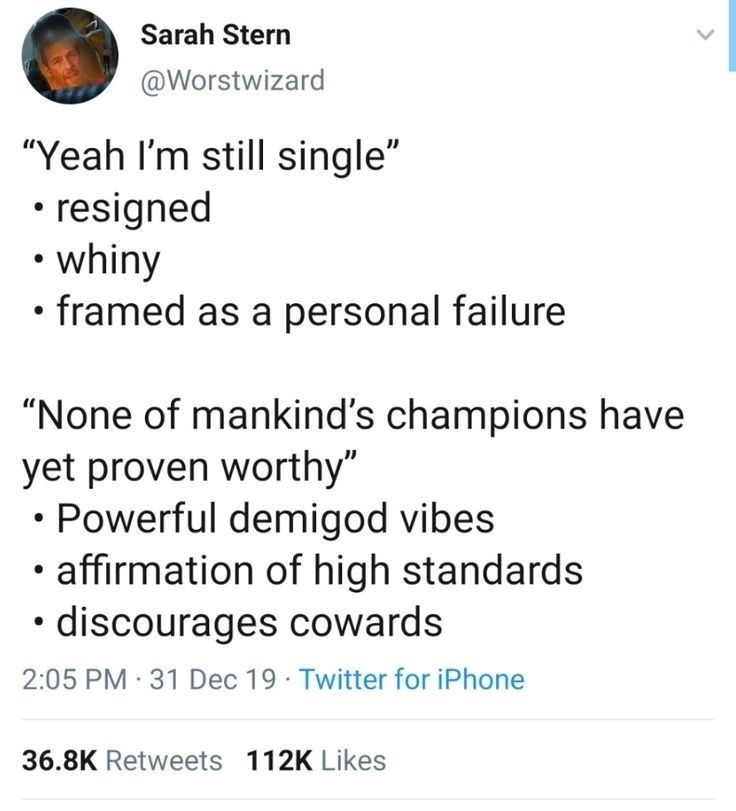 Sarah Stern
@Worstwizard
“Yeah I’m still single”
• resigned
• whiny
• framed as a personal failure
“None of mankind’s champions have
yet proven worthy”
• Powerful demigod vibes
• affirmation of high standards
• discourages cowards
2:05 PM · 31 Dec 19 · Twitter for iPhone
36.8K Retweets 112K Likes